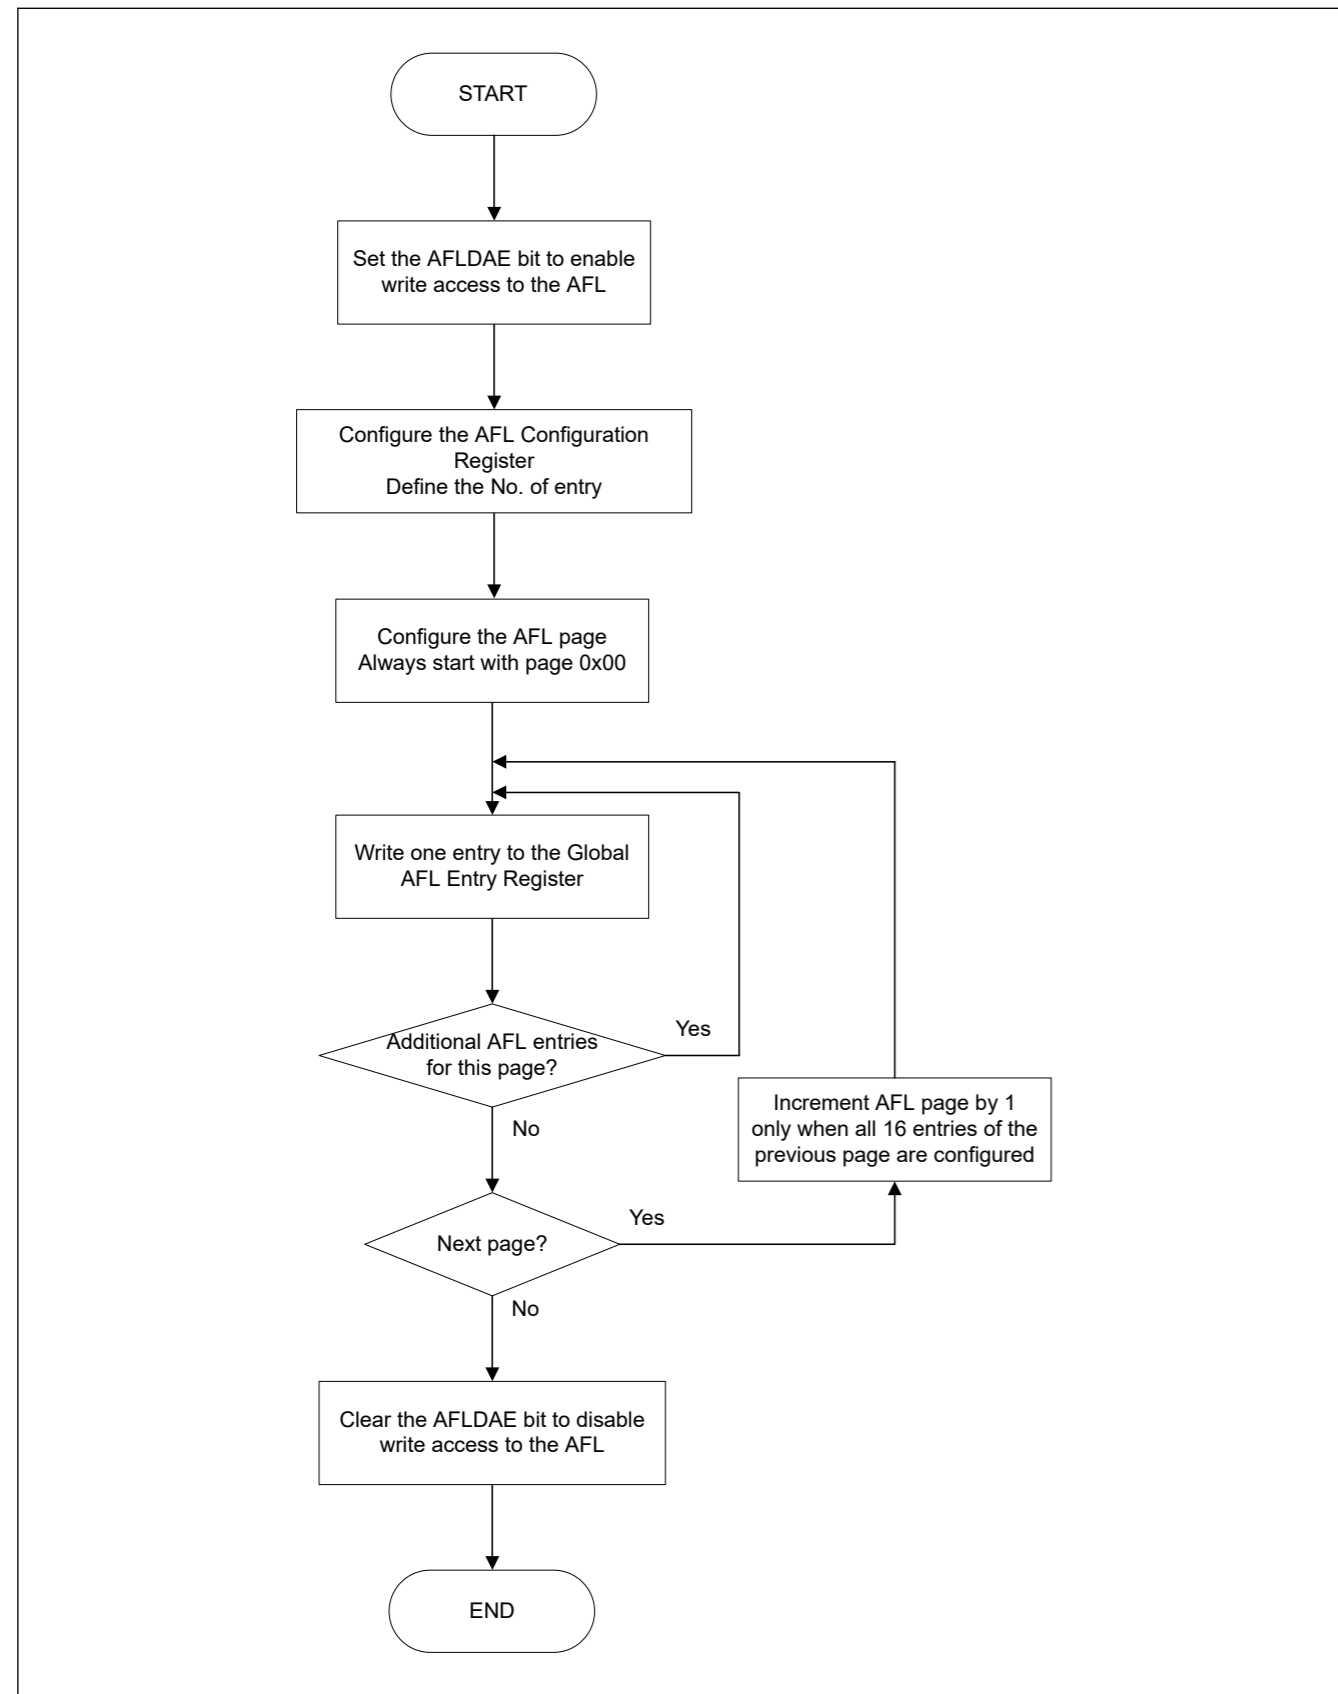 START
Set the AFLDAE bit to enable
write access to the AFL
Configure the AFL Configuration
Register
Define the No. of entry
Configure the AFL page
Always start with page 0x00
Write one entry to the Global
AFL Entry Register
Additional AFL entries
for this page?
Yes
No
Increment AFL page by 1
only when all 16 entries of the
previous page are configured
Next page?
Yes
No
Clear the AFLDAE bit to disable
write access to the AFL
END